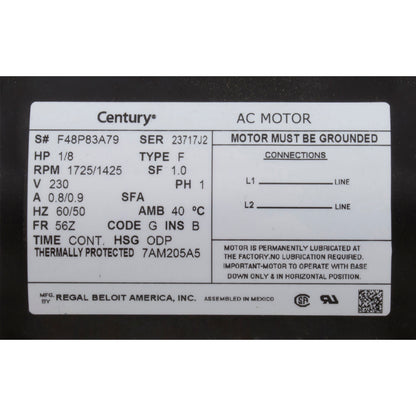 Century® AC MOTOR
S# F48P83A79 SER 23717J2 MOTOR MUST BE GROUNDED
HP 1/8 TYPE F CONNECTIONS
RPM 1725/1425 SF 1.0
V 230 PH 1 L1 LINE
A 0.8/0.9 SFA
HZ 60/50 AMB 40 ºC L2 LINE
FR 56Z CODE G INS B
TIME CONT. HSG ODP
THERMALLY PROTECTED 7AM205A5
MOTOR IS PERMANENTLY LUBRICATED AT
THE FACTORY.NO LUBRICATION REQUIRED.
IMPORTANT-MOTOR TO OPERATE WITH BASE
DOWN ENDS & IN HORIZONTAL POSITION.
MFG. BY REGAL BELOIT AMERICA, INC. ASSEMBLED IN MEXICO